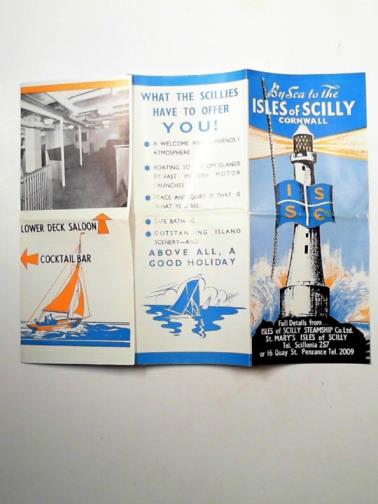 LOWER DECK SALOON
COCKTAIL BAR
WHAT THE SCILLIES
HAVE TO OFFER
YOU!
A WELCOME AND FRIENDLY
ATMOSPHERE
BOATING TO OFF ISLANDS
BY FAST MODERN MOTOR
LAUNCHES
PEACE AND QUIET IF THAT IS
WHAT YOU SEEK
SAFE BATHING
OUTSTANDING ISLAND
SCENERY—AND
ABOVE ALL, A
GOOD HOLIDAY
By Sea to the
ISLES of SCILLY
CORNWALL
I S
S C
Full Details from...
ISLES of SCILLY STEAMSHIP Co. Ltd.
St. MARY'S ISLES of SCILLY
Tel. Scillonia 257
or 16 Quay St. Penzance Tel. 2009